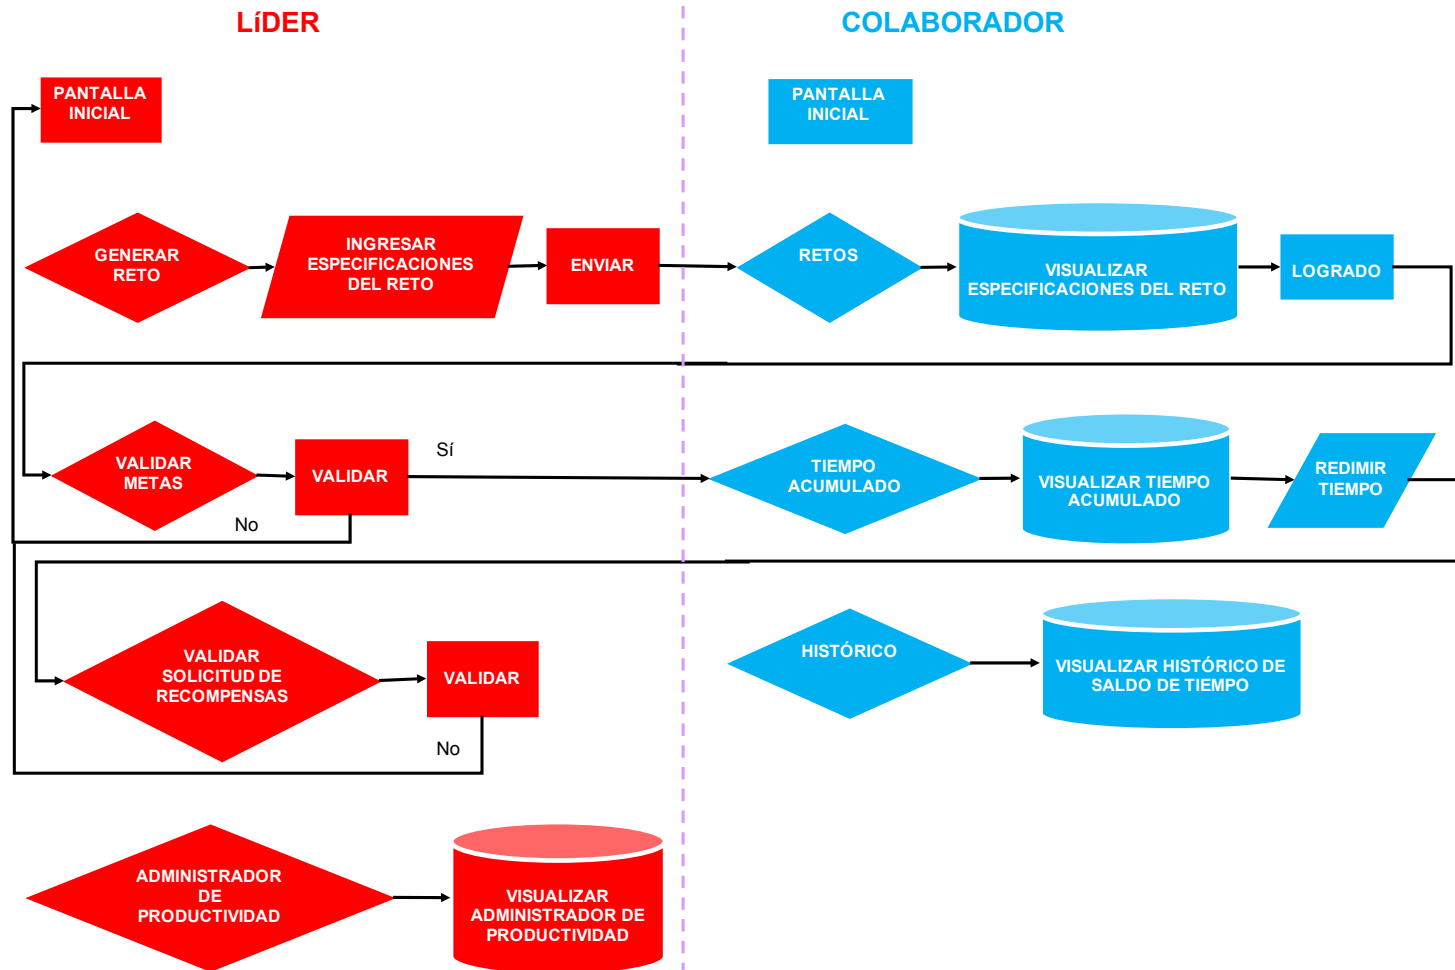 LíDER
COLABORADOR
PANTALLA
INICIAL
PANTALLA
INICIAL
GENERAR
RETO
INGRESAR
ESPECIFICACIONES
DEL RETO
ENVIAR
RETOS
VISUALIZAR
ESPECIFICACIONES DEL RETO
LOGRADO
VALIDAR
METAS
VALIDAR
Sí
No
TIEMPO
ACUMULADO
VISUALIZAR TIEMPO
ACUMULADO
REDIMIR
TIEMPO
VALIDAR
SOLICITUD DE
RECOMPENSAS
VALIDAR
No
HISTÓRICO
VISUALIZAR HISTÓRICO DE
SALDO DE TIEMPO
ADMINISTRADOR
DE
PRODUCTIVIDAD
VISUALIZAR
ADMINISTRADOR DE
PRODUCTIVIDAD